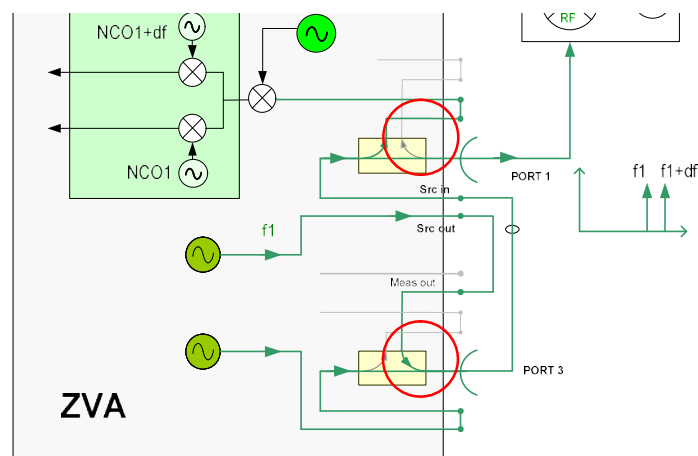 NCO1+df
RF
NCO1
Src in
PORT 1
f1 f1+df
f1
Src out
Meas out
PORT 3
ZVA